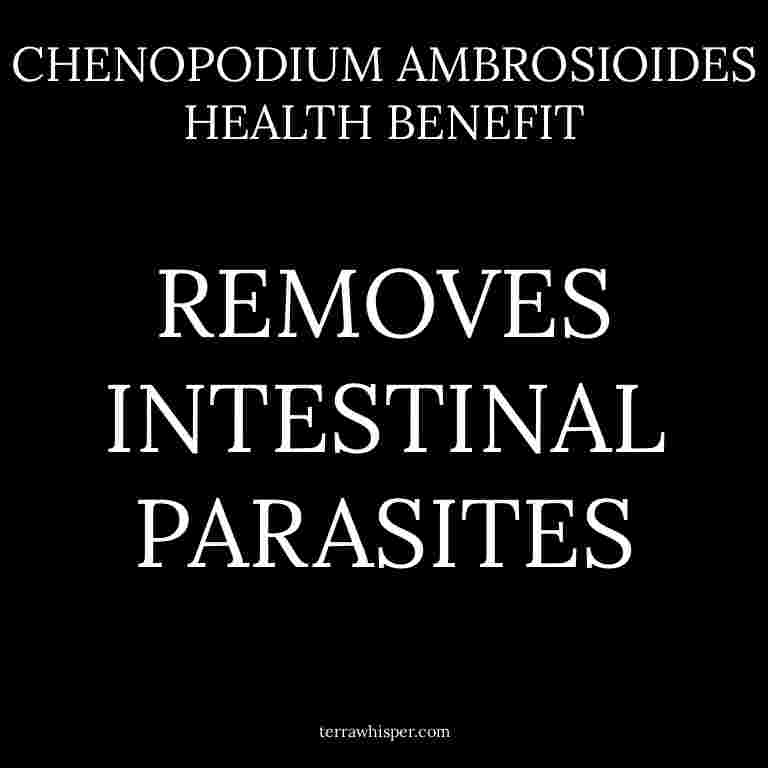 CHENOPODIUM AMBROSIOIDES
HEALTH BENEFIT
REMOVES
INTESTINAL
PARASITES
terrawhisper.com